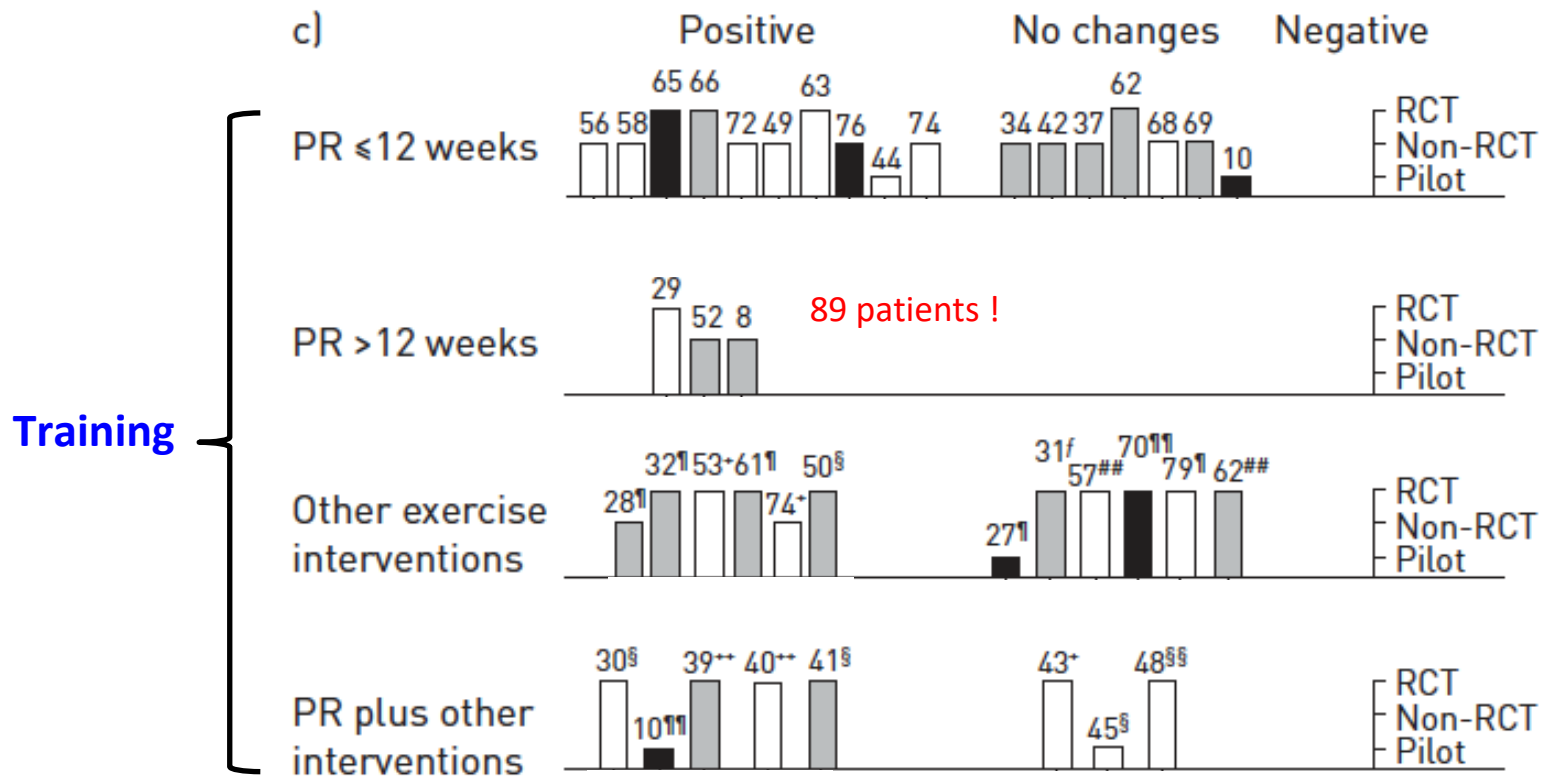 c) Positive No changes Negative
65 66 63 62
56 58 72 49 76 74 34 42 37 68 69 RCT
PR ⩽12 weeks 44 10 Non-RCT
Pilot
29
52 8 89 patients ! RCT
PR >12 weeks Non-RCT
Pilot
Training
32¶ 53⁺ 61¶ 50§ 31ᶠ 57## 70¶¶ 79¶ 62##
28¶ 74⁺ RCT
Other exercise 27¶ Non-RCT
interventions Pilot
30§ 39⁺⁺ 40⁺⁺ 41§ 43⁺ 48§§
RCT
PR plus other 10¶¶ 45§ Non-RCT
interventions Pilot